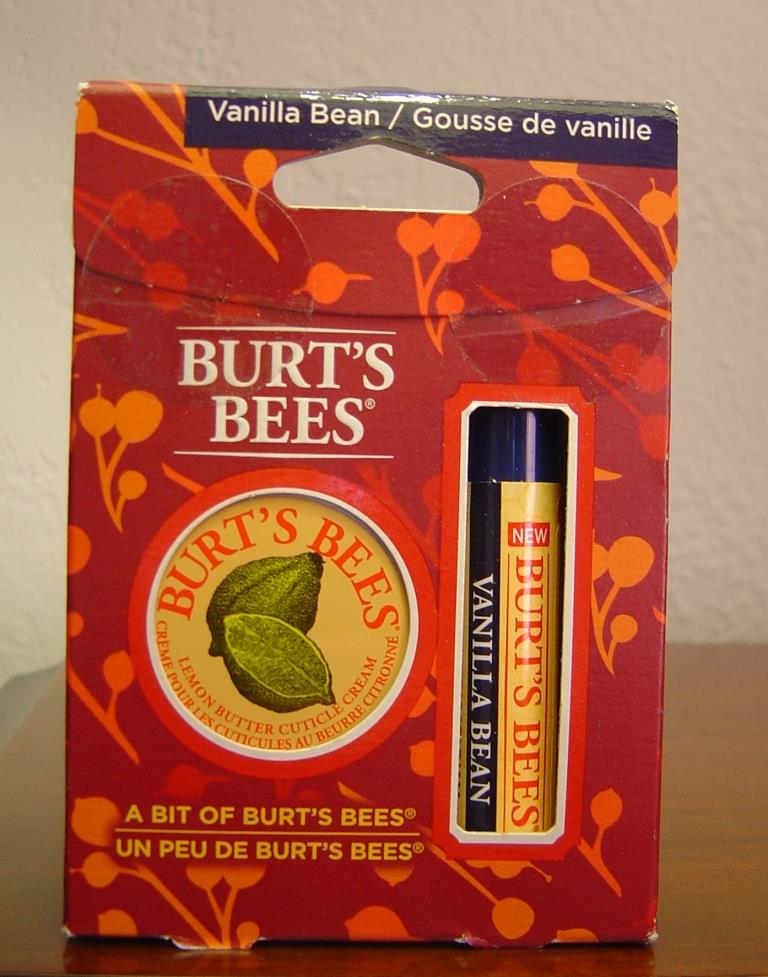 Vanilla Bean / Gousse de vanille
BURT'S
BEES®
BURT'S BEES®
LEMON BUTTER CUTICLE CREAM
CRÈME POUR LES CUTICULES AU BEURRE CITRONNÉ
NEW
BURT'S BEES®
VANILLA BEAN
A BIT OF BURT'S BEES®
UN PEU DE BURT'S BEES®